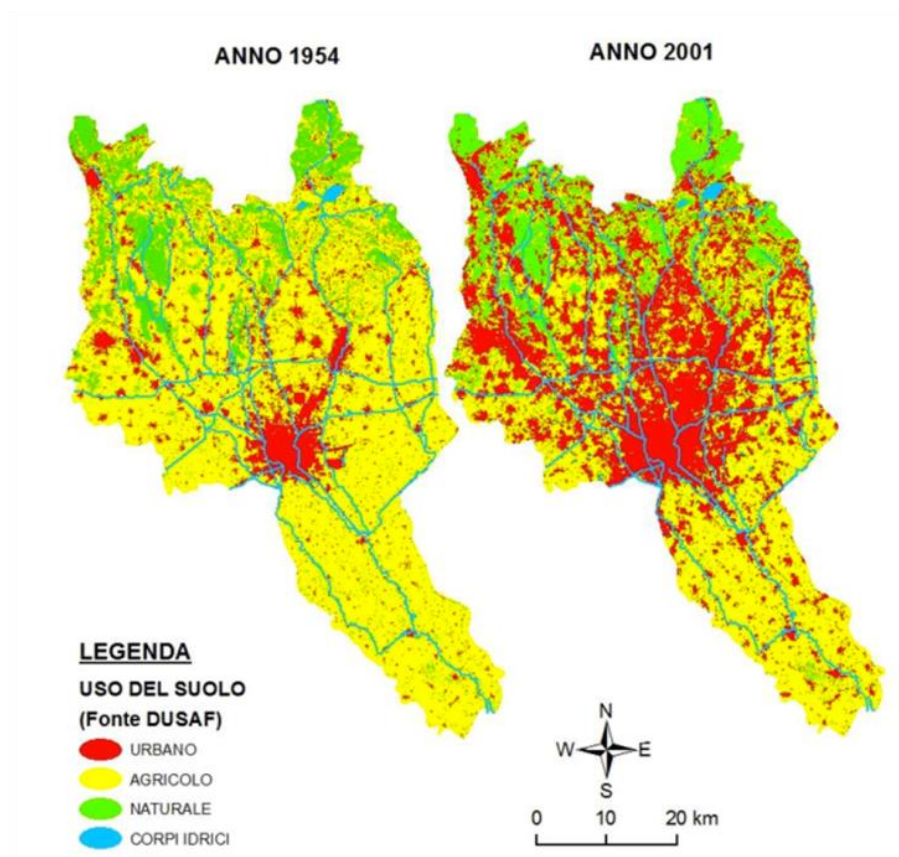 ANNO 1954
ANNO 2001
LEGENDA
USO DEL SUOLO
(Fonte DUSAF)
URBANO
AGRICOLO
NATURALE
CORPI IDRICI
N
W E
S
0 10 20 km